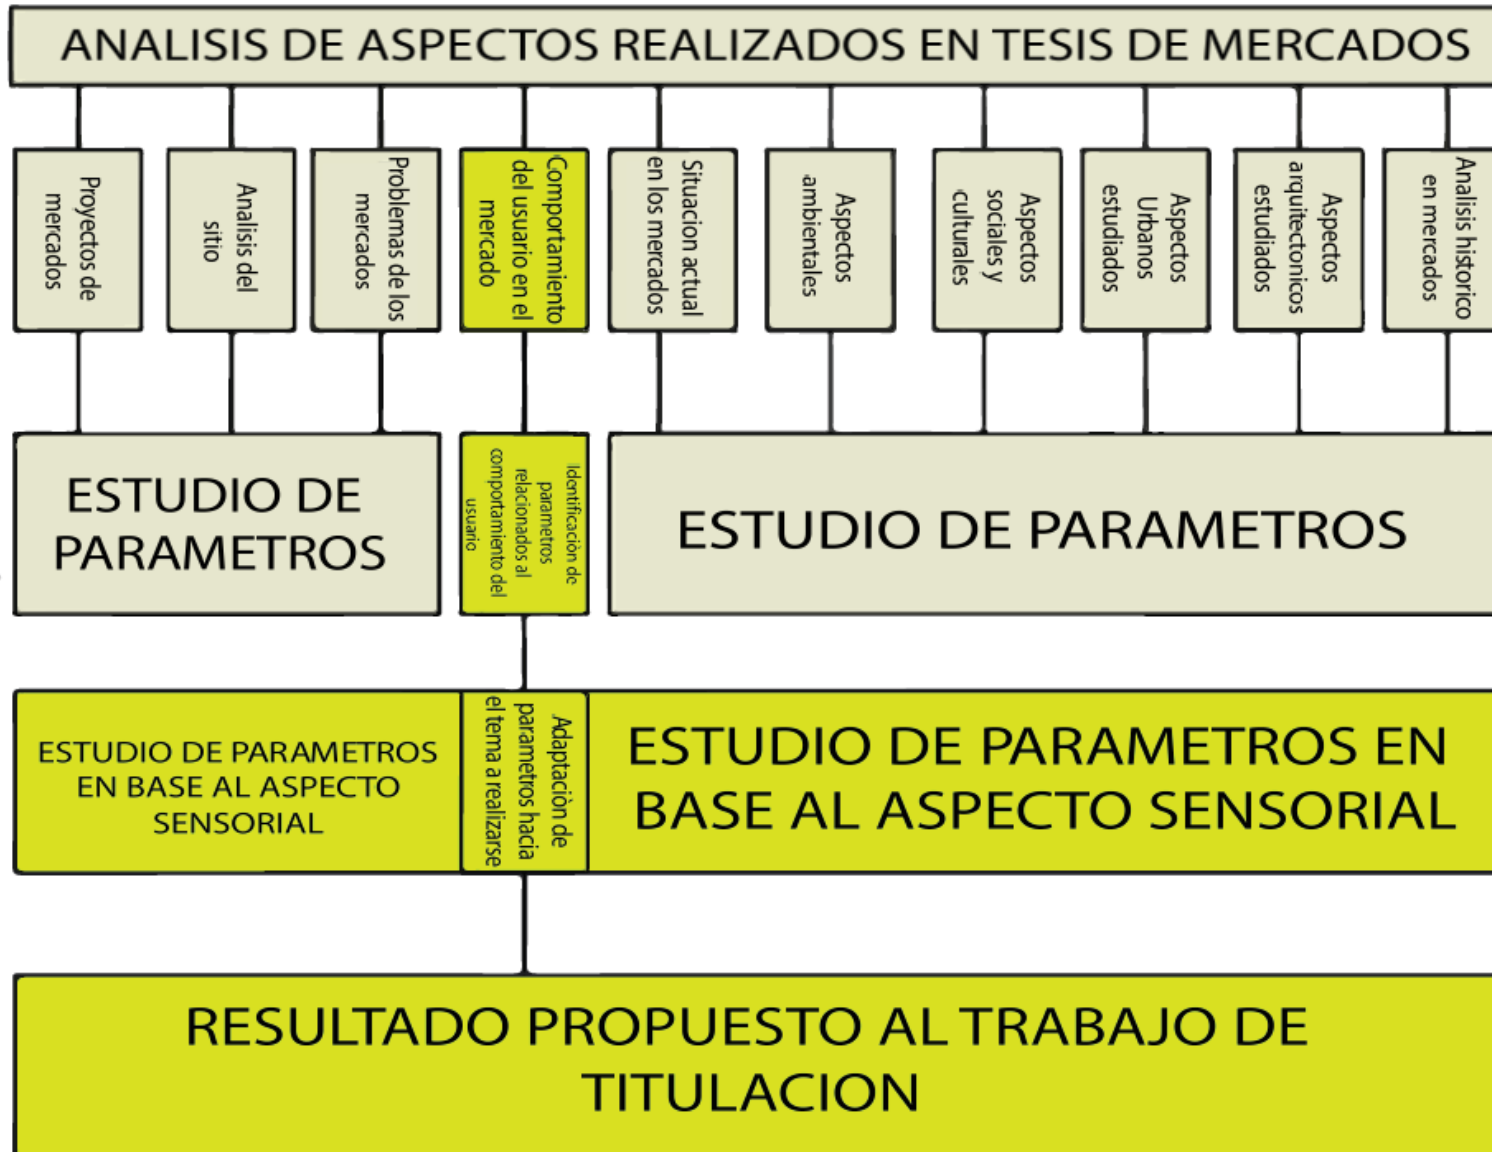 ANALISIS DE ASPECTOS REALIZADOS EN TESIS DE MERCADOS
Proyectos de
mercados
Analisis del
sitio
Problemas de los
mercados
Comportamiento
del usuario en el
mercado
Situacion actual
en los mercados
Aspectos
ambientales
Aspectos
sociales y
culturales
Aspectos
Urbanos
estudiados
Aspectos
arquitectonicos
estudiados
Analisis historico
en mercados
ESTUDIO DE
PARAMETROS
Identificaciòn de
parametros
relacionados al
comportamiento del
usuario
ESTUDIO DE PARAMETROS
ESTUDIO DE PARAMETROS
EN BASE AL ASPECTO
SENSORIAL
Adaptaciòn de
parametros hacia
el tema a realizarse
ESTUDIO DE PARAMETROS EN
BASE AL ASPECTO SENSORIAL
RESULTADO PROPUESTO AL TRABAJO DE
TITULACION